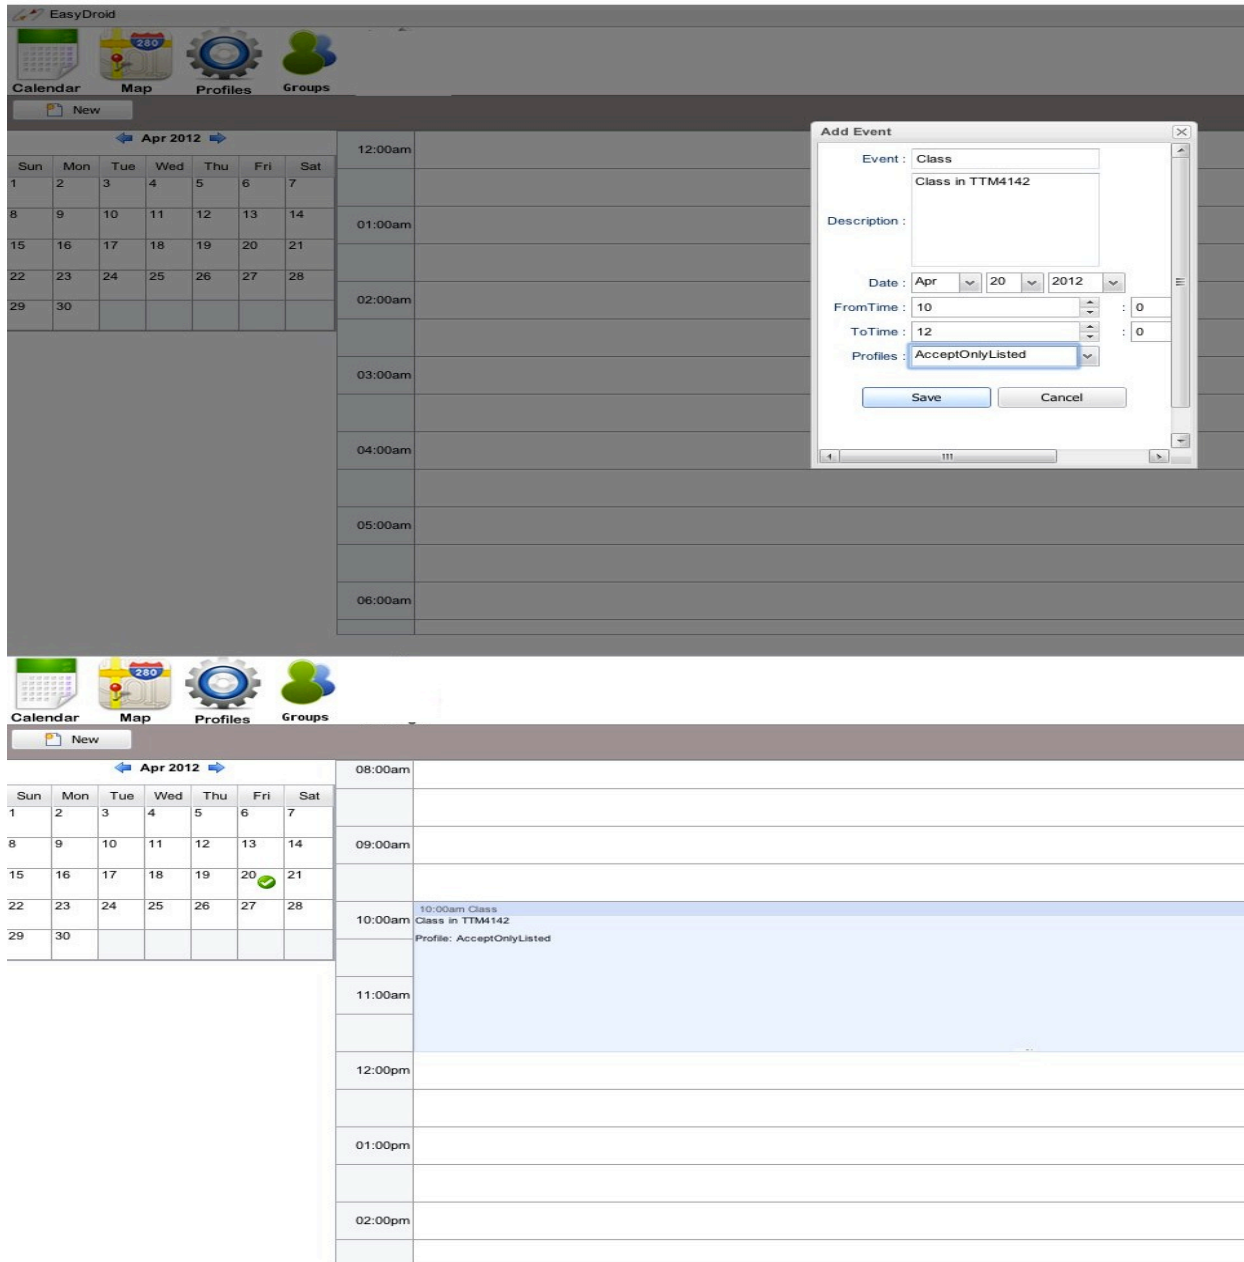 EasyDroid
280
Calendar Map Profiles Groups
New
Apr 2012
Sun Mon Tue Wed Thu Fri Sat
1 2 3 4 5 6 7
8 9 10 11 12 13 14
15 16 17 18 19 20 21
22 23 24 25 26 27 28
29 30
12:00am
01:00am
02:00am
03:00am
04:00am
05:00am
06:00am
Add Event
Event : Class
Description : Class in TTM4142
Date : Apr 20 2012
FromTime : 10 : 0
ToTime : 12 : 0
Profiles : AcceptOnlyListed
Save Cancel
280
Calendar Map Profiles Groups
New
Apr 2012
Sun Mon Tue Wed Thu Fri Sat
1 2 3 4 5 6 7
8 9 10 11 12 13 14
15 16 17 18 19 20 21
22 23 24 25 26 27 28
29 30
08:00am
09:00am
10:00am Class
10:00am Class in TTM4142
Profile: AcceptOnlyListed
11:00am
12:00pm
01:00pm
02:00pm